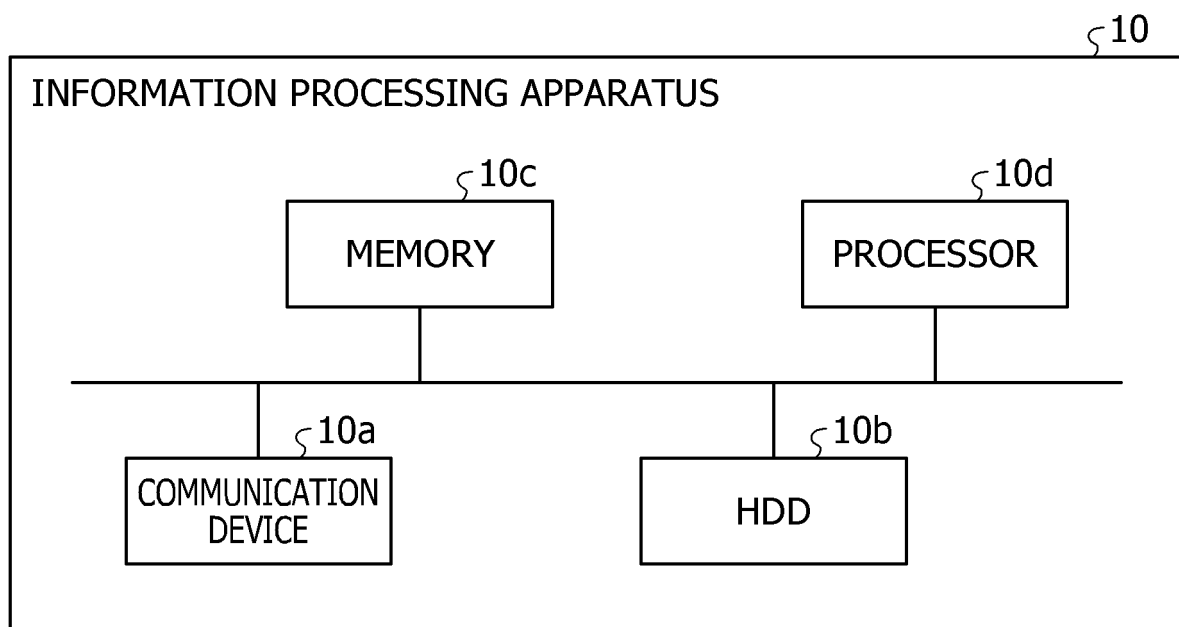 10
INFORMATION PROCESSING APPARATUS
10c
10d
MEMORY
PROCESSOR
10a
10b
COMMUNICATION
DEVICE
HDD